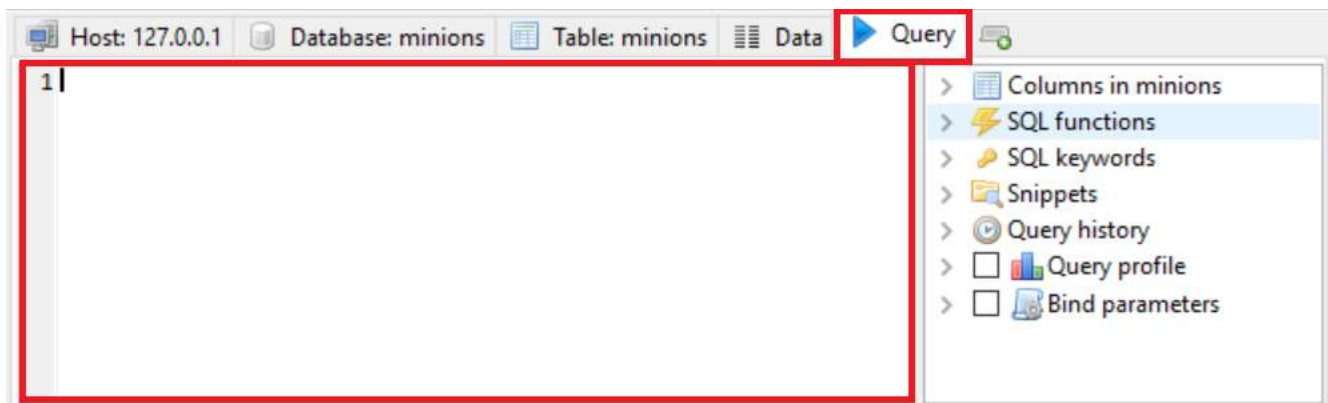 Host: 127.0.0.1 Database: minions Table: minions Data Query
1
Columns in minions
SQL functions
SQL keywords
Snippets
Query history
Query profile
Bind parameters